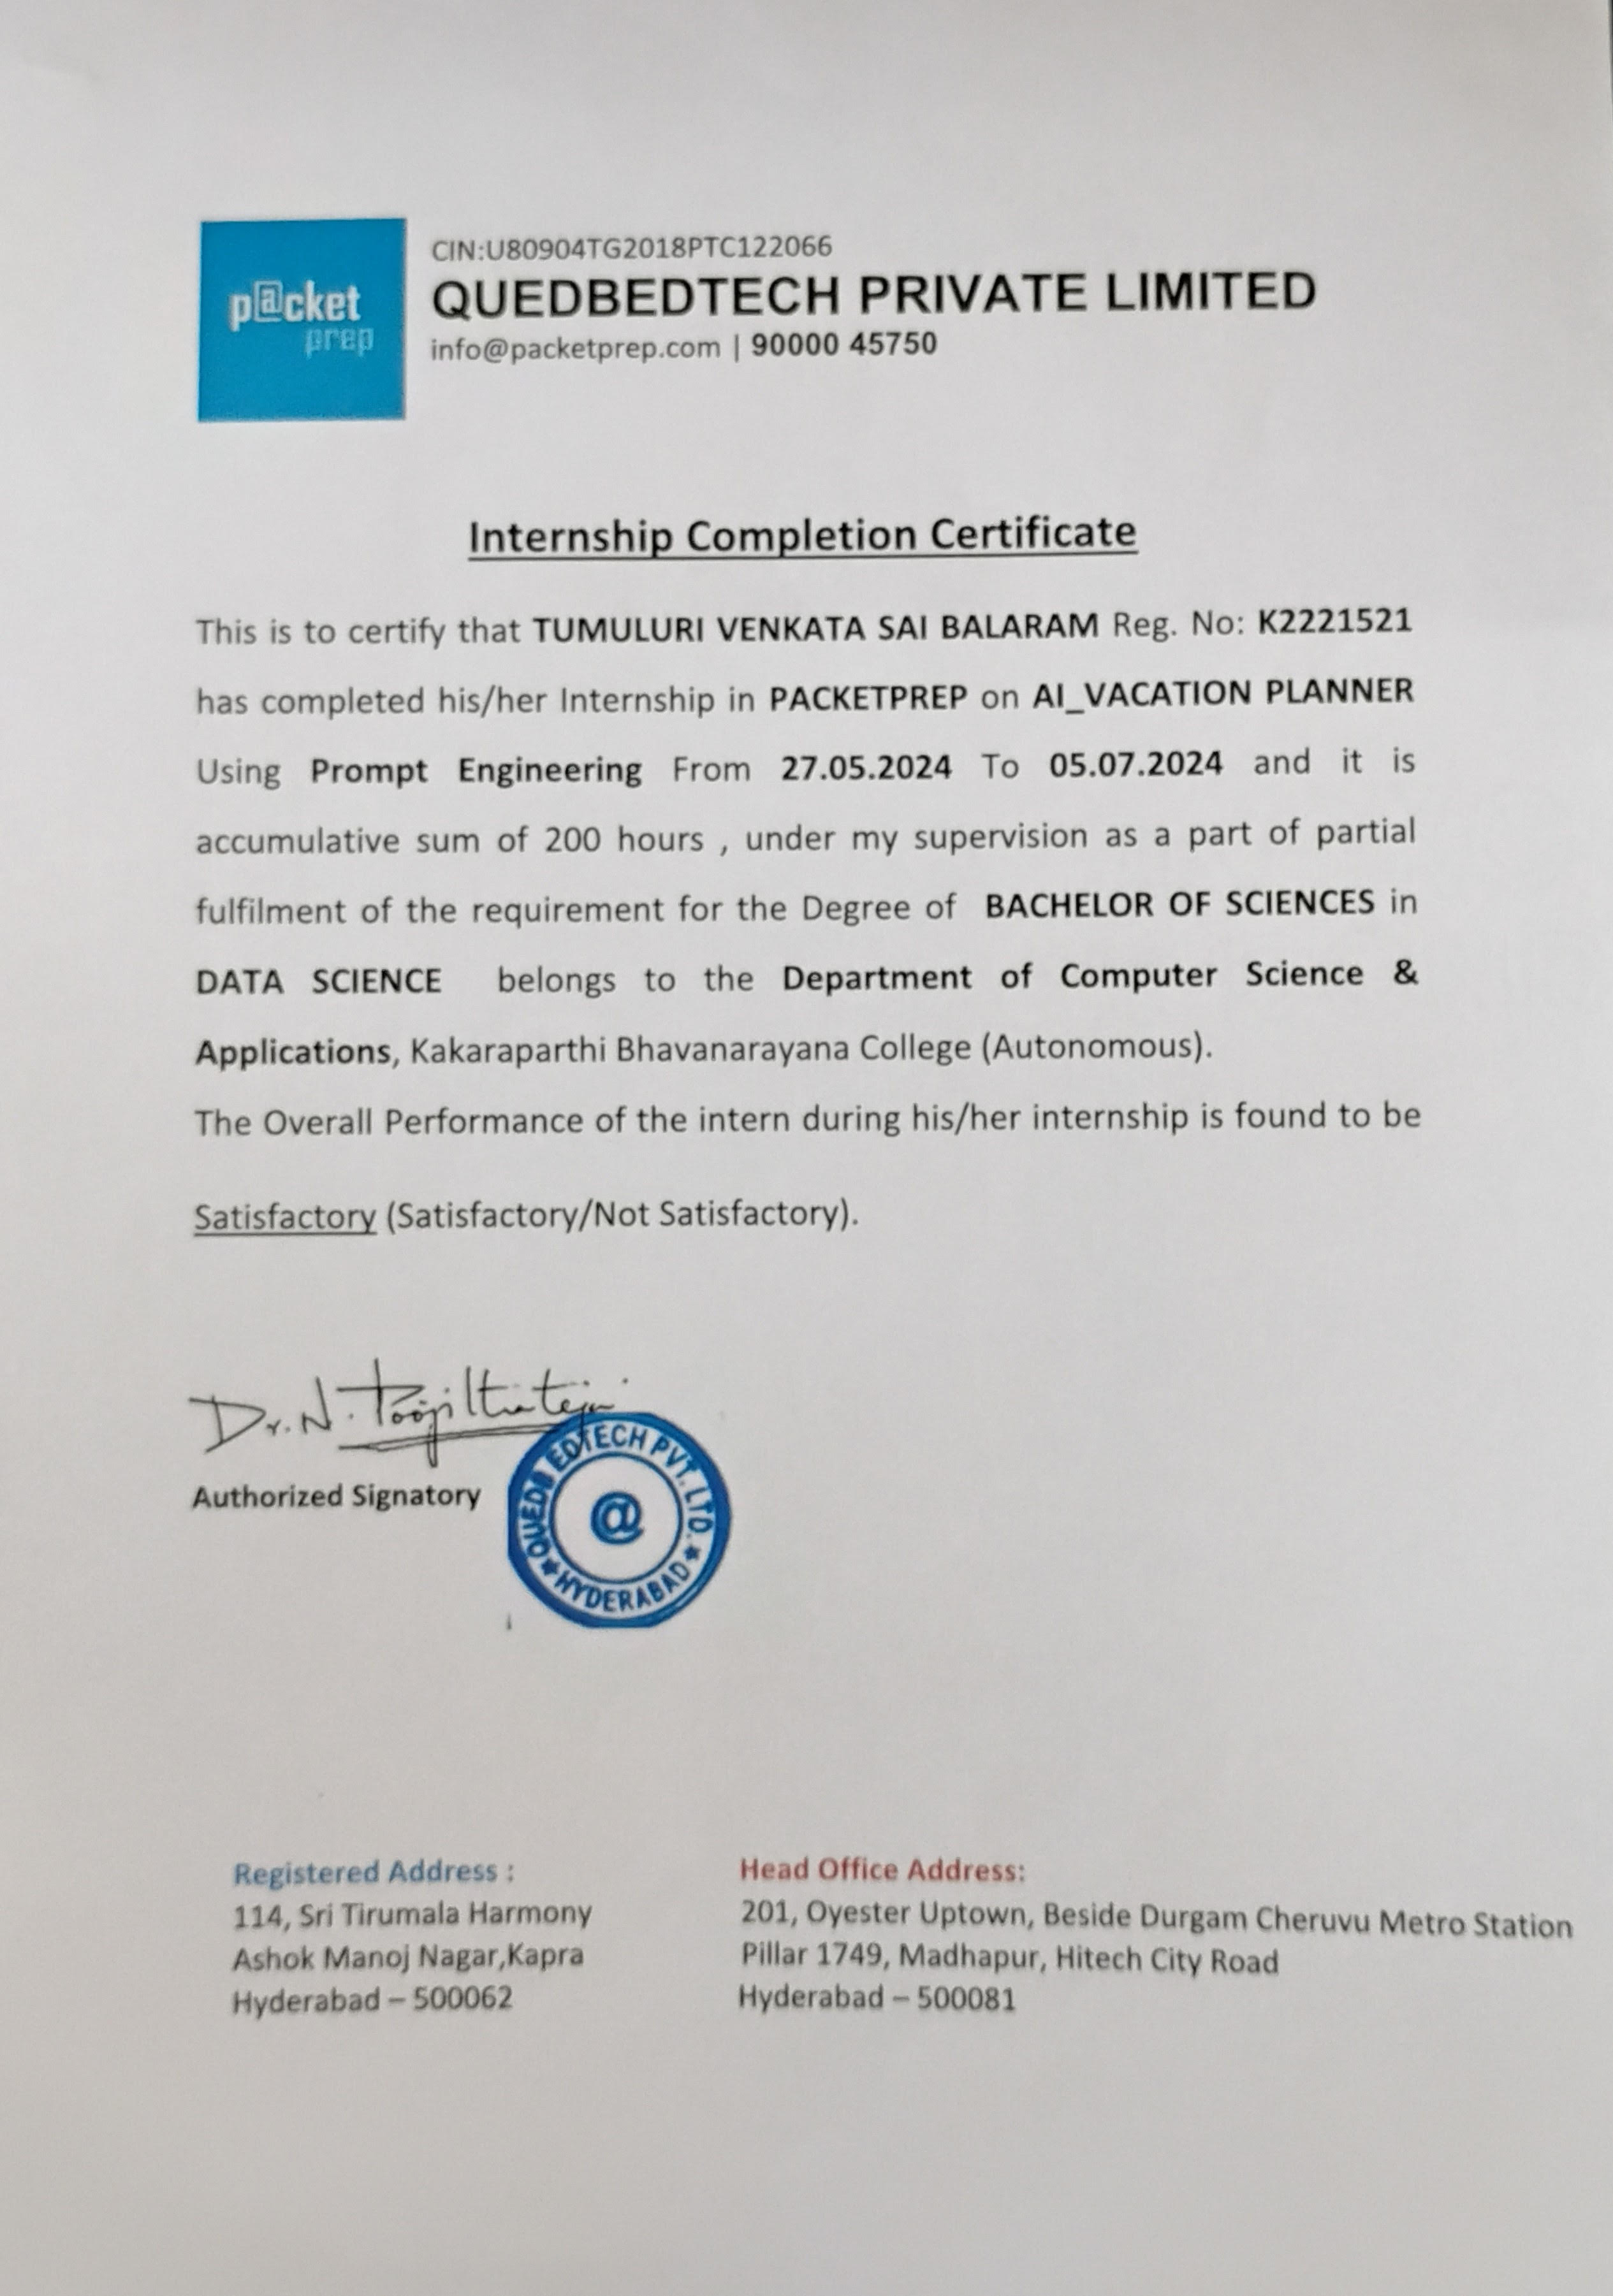 p@cket
prep
CIN:U80904TG2018PTC122066
QUEDBEDTECH PRIVATE LIMITED
info@packetprep.com | 90000 45750
Internship Completion Certificate
This is to certify that TUMULURI VENKATA SAI BALARAM Reg. No: K2221521
has completed his/her Internship in PACKETPREP on AI_VACATION PLANNER
Using Prompt Engineering From 27.05.2024 To 05.07.2024 and it is
accumulative sum of 200 hours , under my supervision as a part of partial
fulfilment of the requirement for the Degree of BACHELOR OF SCIENCES in
DATA SCIENCE belongs to the Department of Computer Science &
Applications, Kakaraparthi Bhavanarayana College (Autonomous).
The Overall Performance of the intern during his/her internship is found to be
Satisfactory (Satisfactory/Not Satisfactory).
Dr. N.
Authorized Signatory
QUEDB EDTECH PVT. LTD.
@
HYDERABAD
Registered Address :
114, Sri Tirumala Harmony
Ashok Manoj Nagar,Kapra
Hyderabad – 500062
Head Office Address:
201, Oyester Uptown, Beside Durgam Cheruvu Metro Station
Pillar 1749, Madhapur, Hitech City Road
Hyderabad – 500081